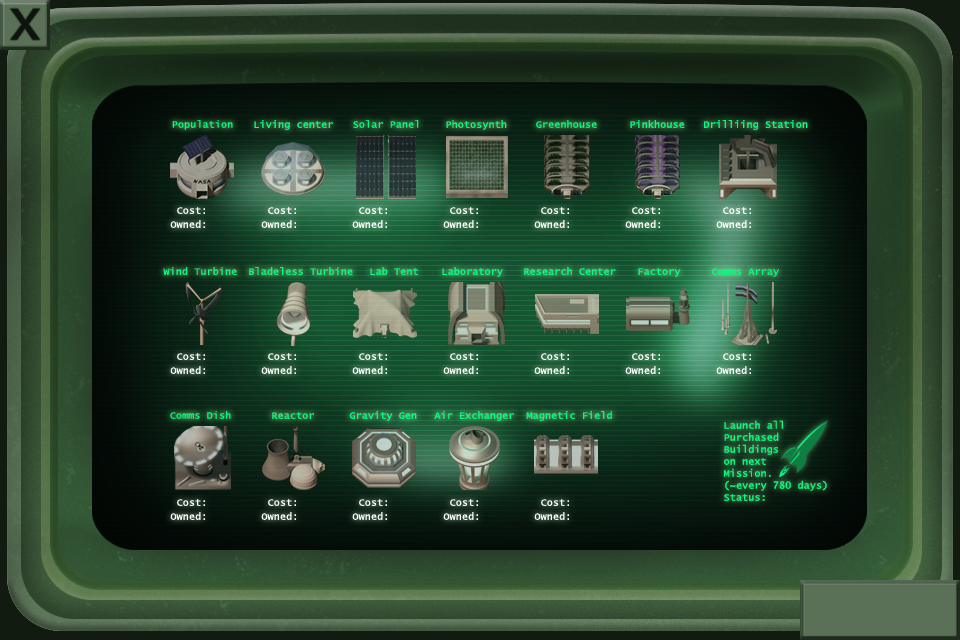 X
Population Living center Solar Panel Photosynth Greenhouse Pinkhouse Drilliing Station
NASA
Cost: Cost: Cost: Cost: Cost: Cost: Cost:
Owned: Owned: Owned: Owned: Owned: Owned: Owned:
Wind Turbine Bladeless Turbine Lab Tent Laboratory Research Center Factory Comms Array
Cost: Cost: Cost: Cost: Cost: Cost: Cost:
Owned: Owned: Owned: Owned: Owned: Owned: Owned:
Comms Dish Reactor Gravity Gen Air Exchanger Magnetic Field
Cost: Cost: Cost: Cost: Cost:
Owned: Owned: Owned: Owned: Owned:
Launch all
Purchased
Buildings
on next
Mission.
(~every 780 days)
Status: